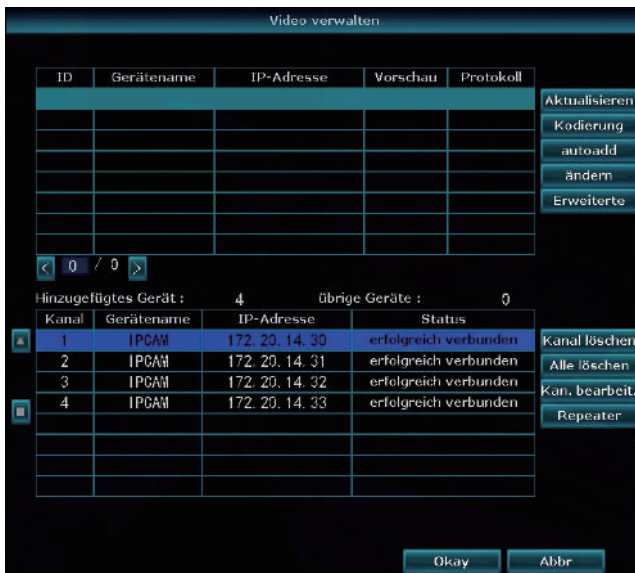 Video verwalten
ID Gerätename IP-Adresse Vorschau Protokoll
Aktualisieren
Kodierung
autoadd
ändern
Erweiterte
< 0 / 0 >
Hinzugefügtes Gerät : 4 übrige Geräte : 0
Kanal Gerätename IP-Adresse Status
1 IPCAM 172. 20. 14. 30 erfolgreich verbunden
2 IPCAM 172. 20. 14. 31 erfolgreich verbunden
3 IPCAM 172. 20. 14. 32 erfolgreich verbunden
4 IPCAM 172. 20. 14. 33 erfolgreich verbunden
Kanal löschen
Alle löschen
Kan. bearbeit.
Repeater
Okay Abbr